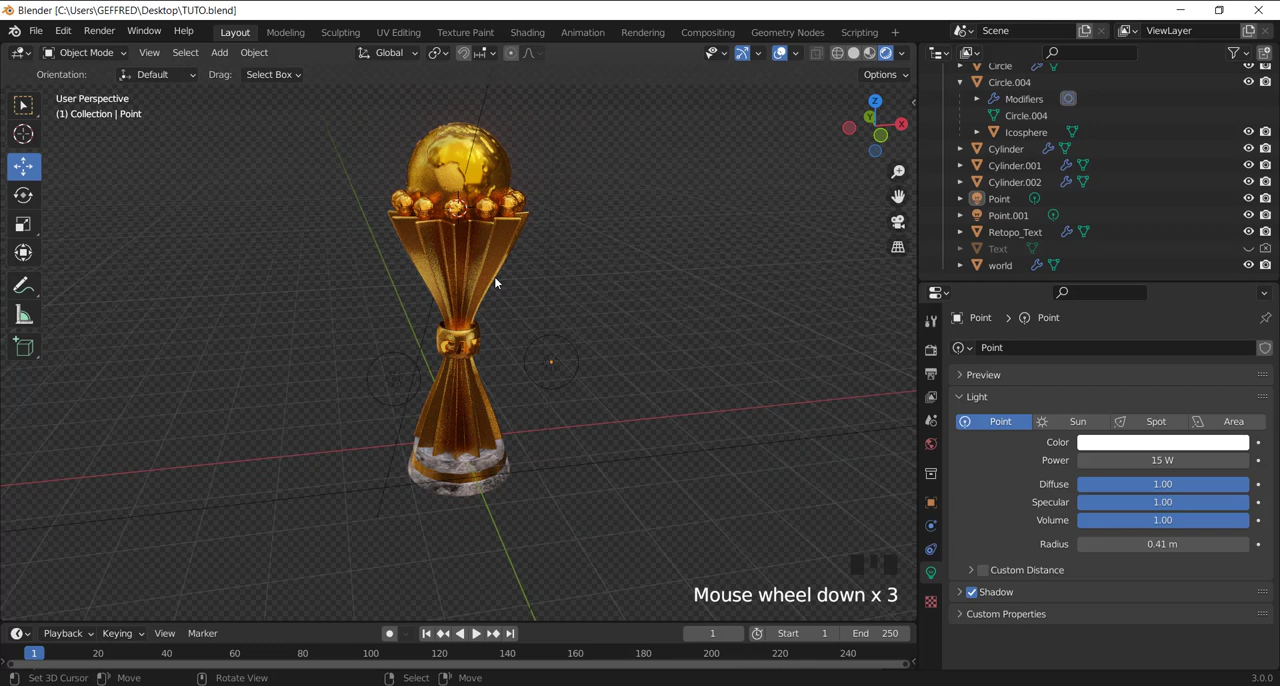 Blender [C:\Users\GEFFRED\Desktop\TUTO.blend]
File Edit Render Window Help Layout Modeling Sculpting UV Editing Texture Paint Shading Animation Rendering Compositing Geometry Nodes Scripting + Scene ViewLayer
Object Mode View Select Add Object Global
Orientation: Default Drag: Select Box Options
User Perspective
(1) Collection | Point
Z
Y
X
Circle
Circle.004
Modifiers
Circle.004
Icosphere
Cylinder
Cylinder.001
Cylinder.002
Point
Point.001
Retopo_Text
Text
world
Point Point
Point
Preview
Light
Point Sun Spot Area
Color
Power 15 W
Diffuse 1.00
Specular 1.00
Volume 1.00
Radius 0.41 m
Custom Distance
Shadow
Custom Properties
Mouse wheel down x 3
Playback Keying View Marker 1 Start 1 End 250
1 20 40 60 80 100 120 140 160 180 200 220 240
Set 3D Cursor Move Rotate View Select Move 3.0.0